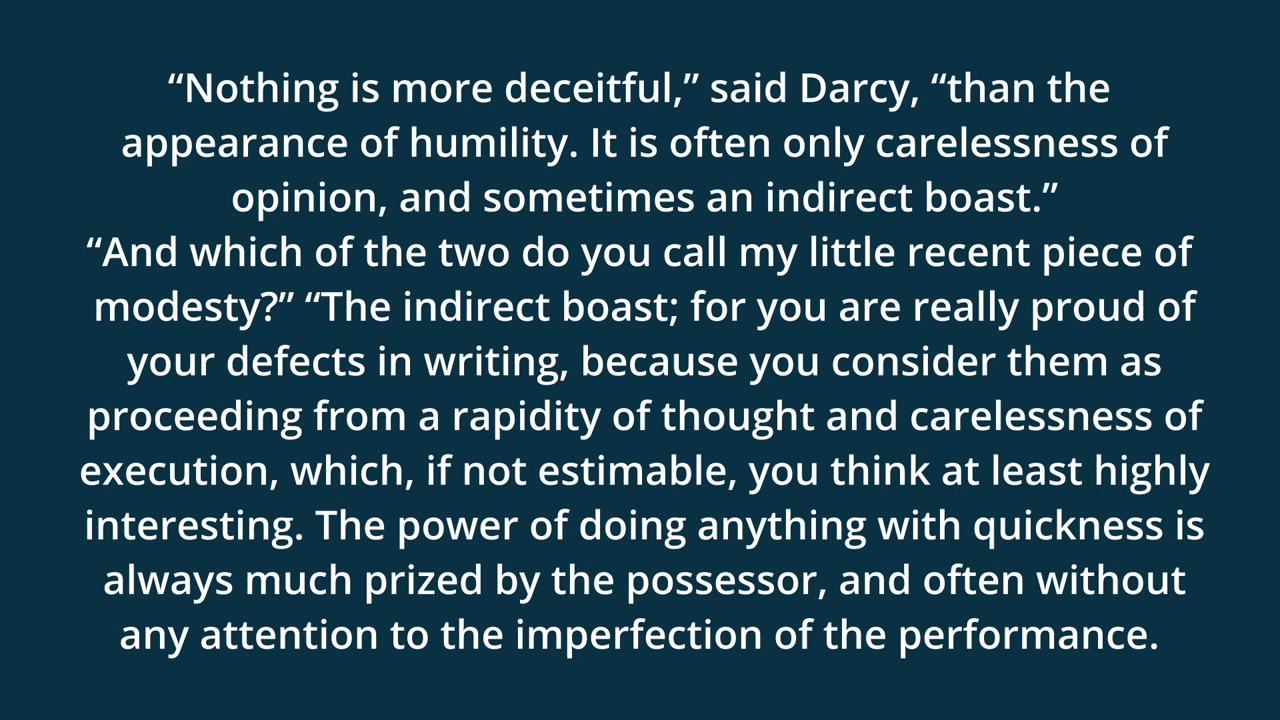 “Nothing is more deceitful,” said Darcy, “than the
appearance of humility. It is often only carelessness of
opinion, and sometimes an indirect boast.”
“And which of the two do you call my little recent piece of
modesty?” “The indirect boast; for you are really proud of
your defects in writing, because you consider them as
proceeding from a rapidity of thought and carelessness of
execution, which, if not estimable, you think at least highly
interesting. The power of doing anything with quickness is
always much prized by the possessor, and often without
any attention to the imperfection of the performance.